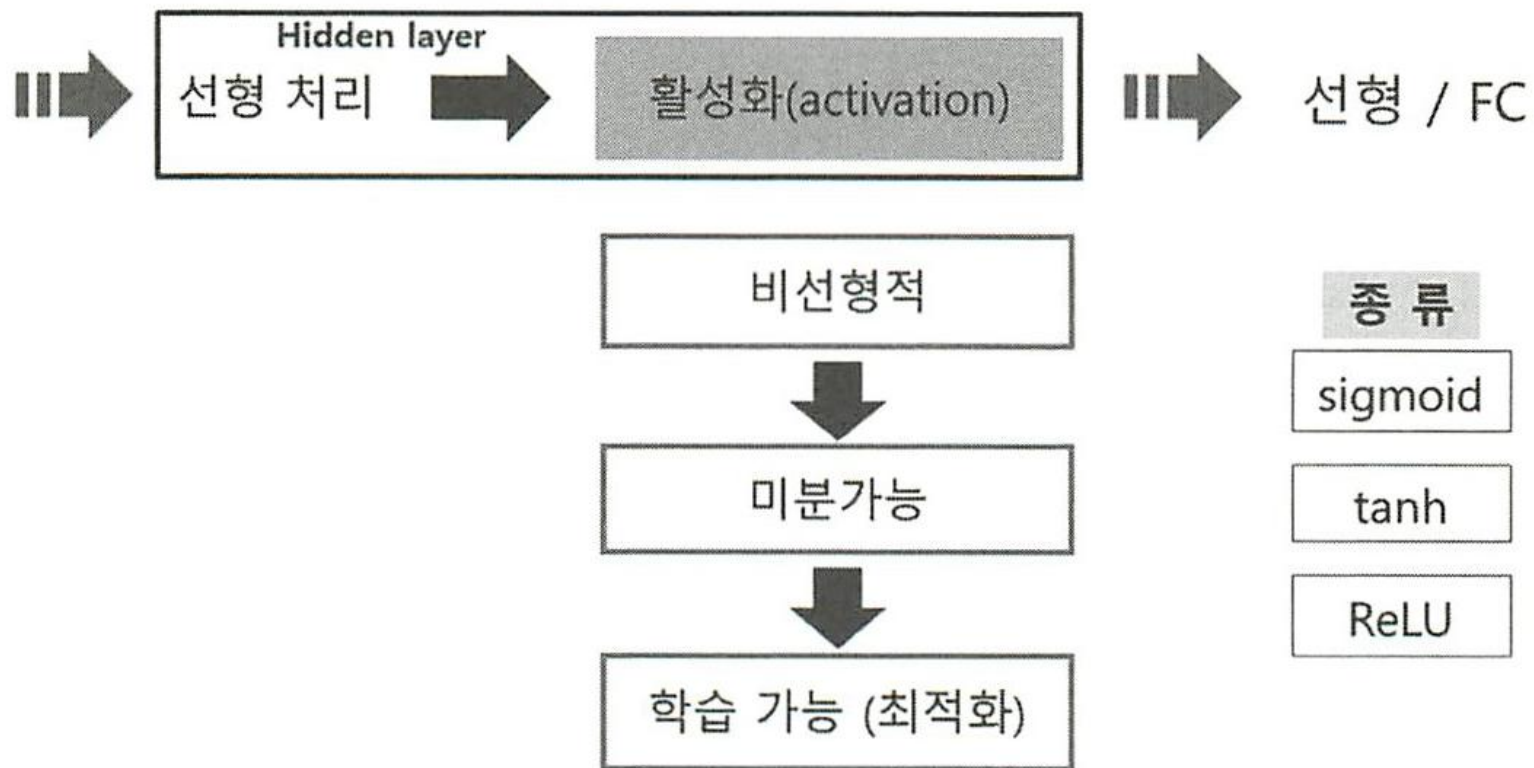 Hidden layer
선형 처리
활성화(activation)
선형 / FC
비선형적
미분가능
학습 가능 (최적화)
종 류
sigmoid
tanh
ReLU